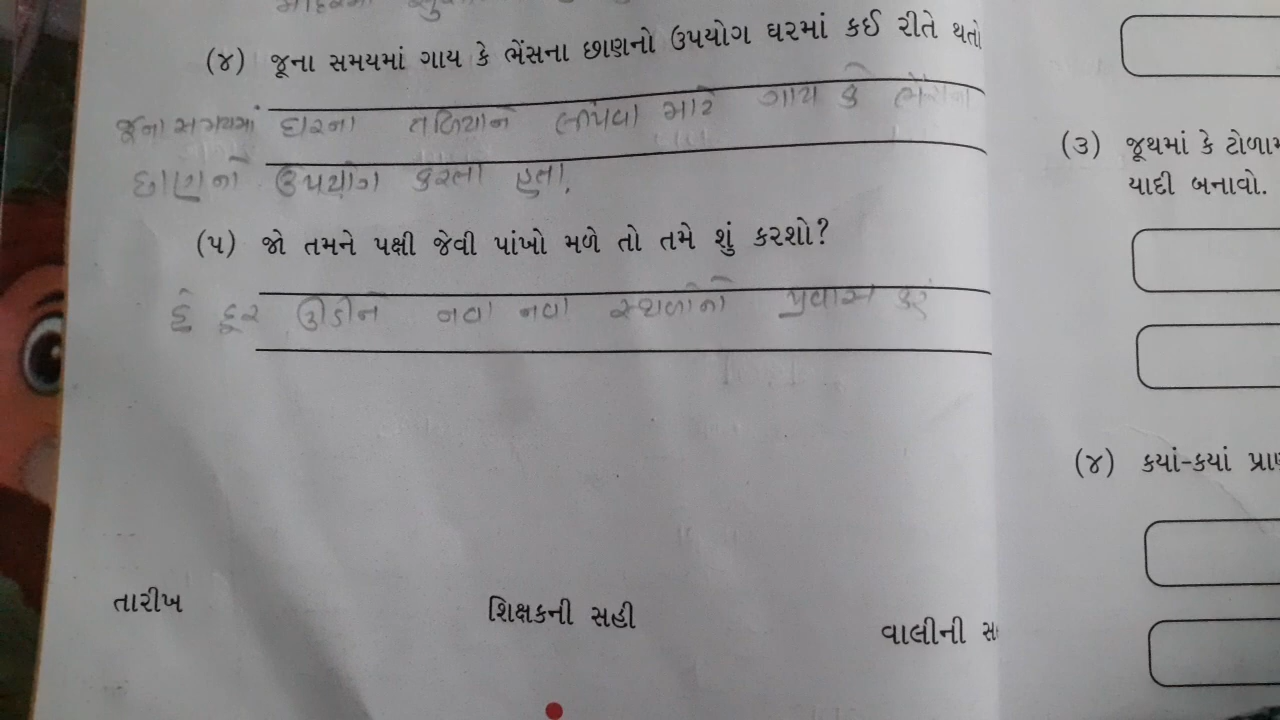 (૪) જૂના સમયમાં ગાય કે ભેંસના છાણનો ઉપયોગ ઘરમાં કઈ રીતે થતો
જૂના સમયમાં ઘરના તળિયાને લીંપવા માટે ગાય કે ભેંસના
છાણનો ઉપયોગ કરતા હતા.
(૫) જો તમને પક્ષી જેવી પાંખો મળે તો તમે શું કરશો?
હું દૂર ઊડીને નવા નવા સ્થળોનો પ્રવાસ કરું
તારીખ
શિક્ષકની સહી
વાલીની
(૩) જૂથમાં કે
યાદી બનાવો.
(૪) કયાં-કયાં